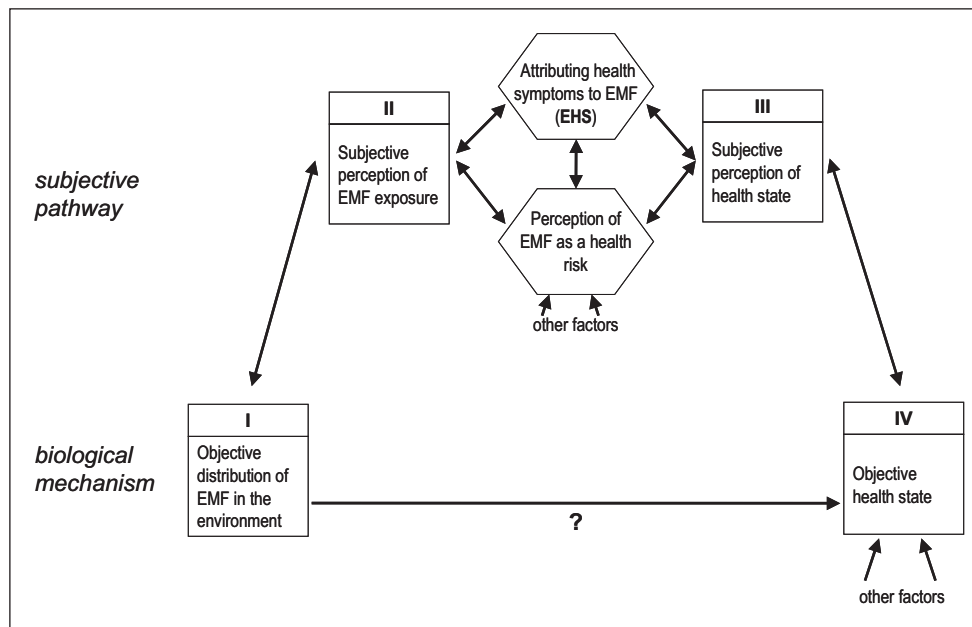 Attributing health
symptoms to EMF
(EHS)
II
Subjective
perception of
EMF exposure
III
Subjective
perception of
health state
subjective
pathway
Perception of
EMF as a health
risk
other factors
I
Objective
distribution of
EMF in the
environment
IV
Objective
health state
biological
mechanism
?
other factors